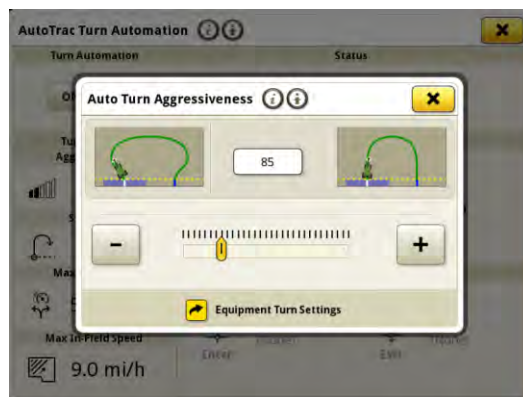 AutoTrac Turn Automation
Turn Automation Status
Auto Turn Aggressiveness
85
Equipment Turn Settings
Max In-Field Speed
9.0 mi/h